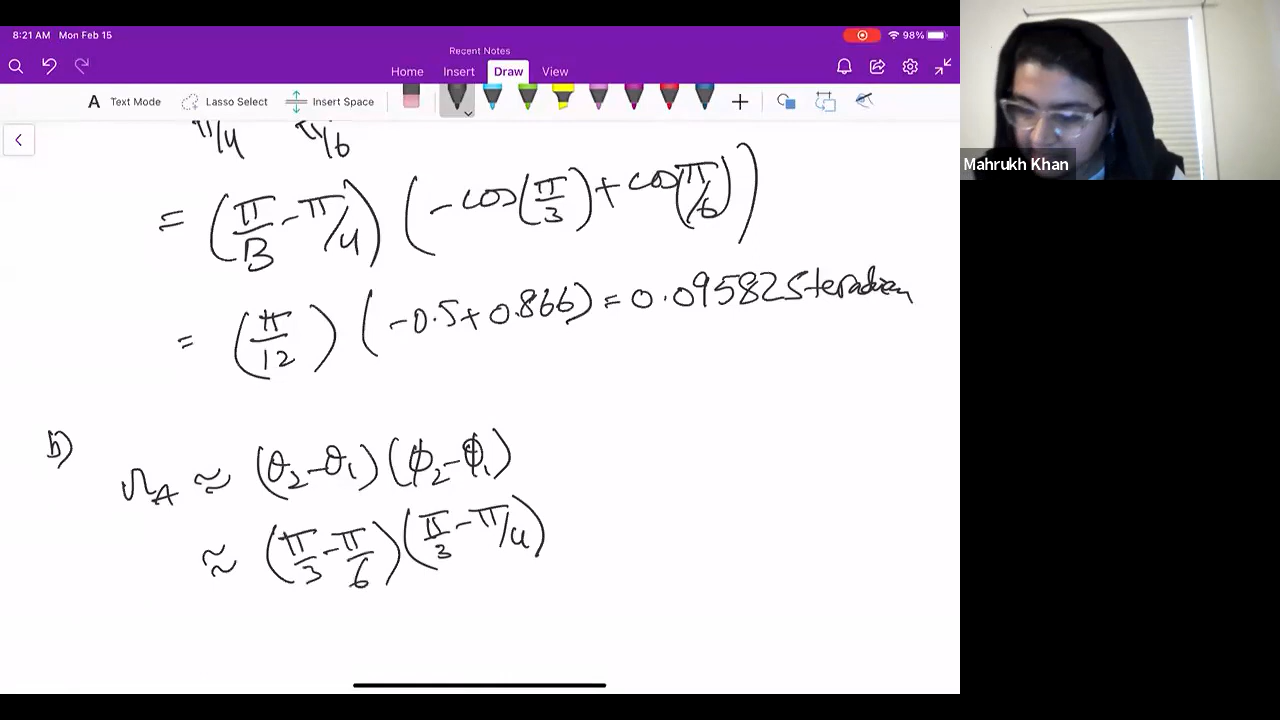 8:21 AM Mon Feb 15
98%
Recent Notes
Home Insert Draw View
A Text Mode Lasso Select Insert Space
π/4 π/6
= (π/3 - π/4) (-cos(π/3) + cos(π/6))
= (π/12) (-0.5 + 0.866) = 0.09582 Steradian
b)
Ω_A ≈ (θ₂ - θ₁) (ϕ₂ - ϕ₁)
≈ (π/3 - π/6) (π/3 - π/4)
Mahrukh Khan